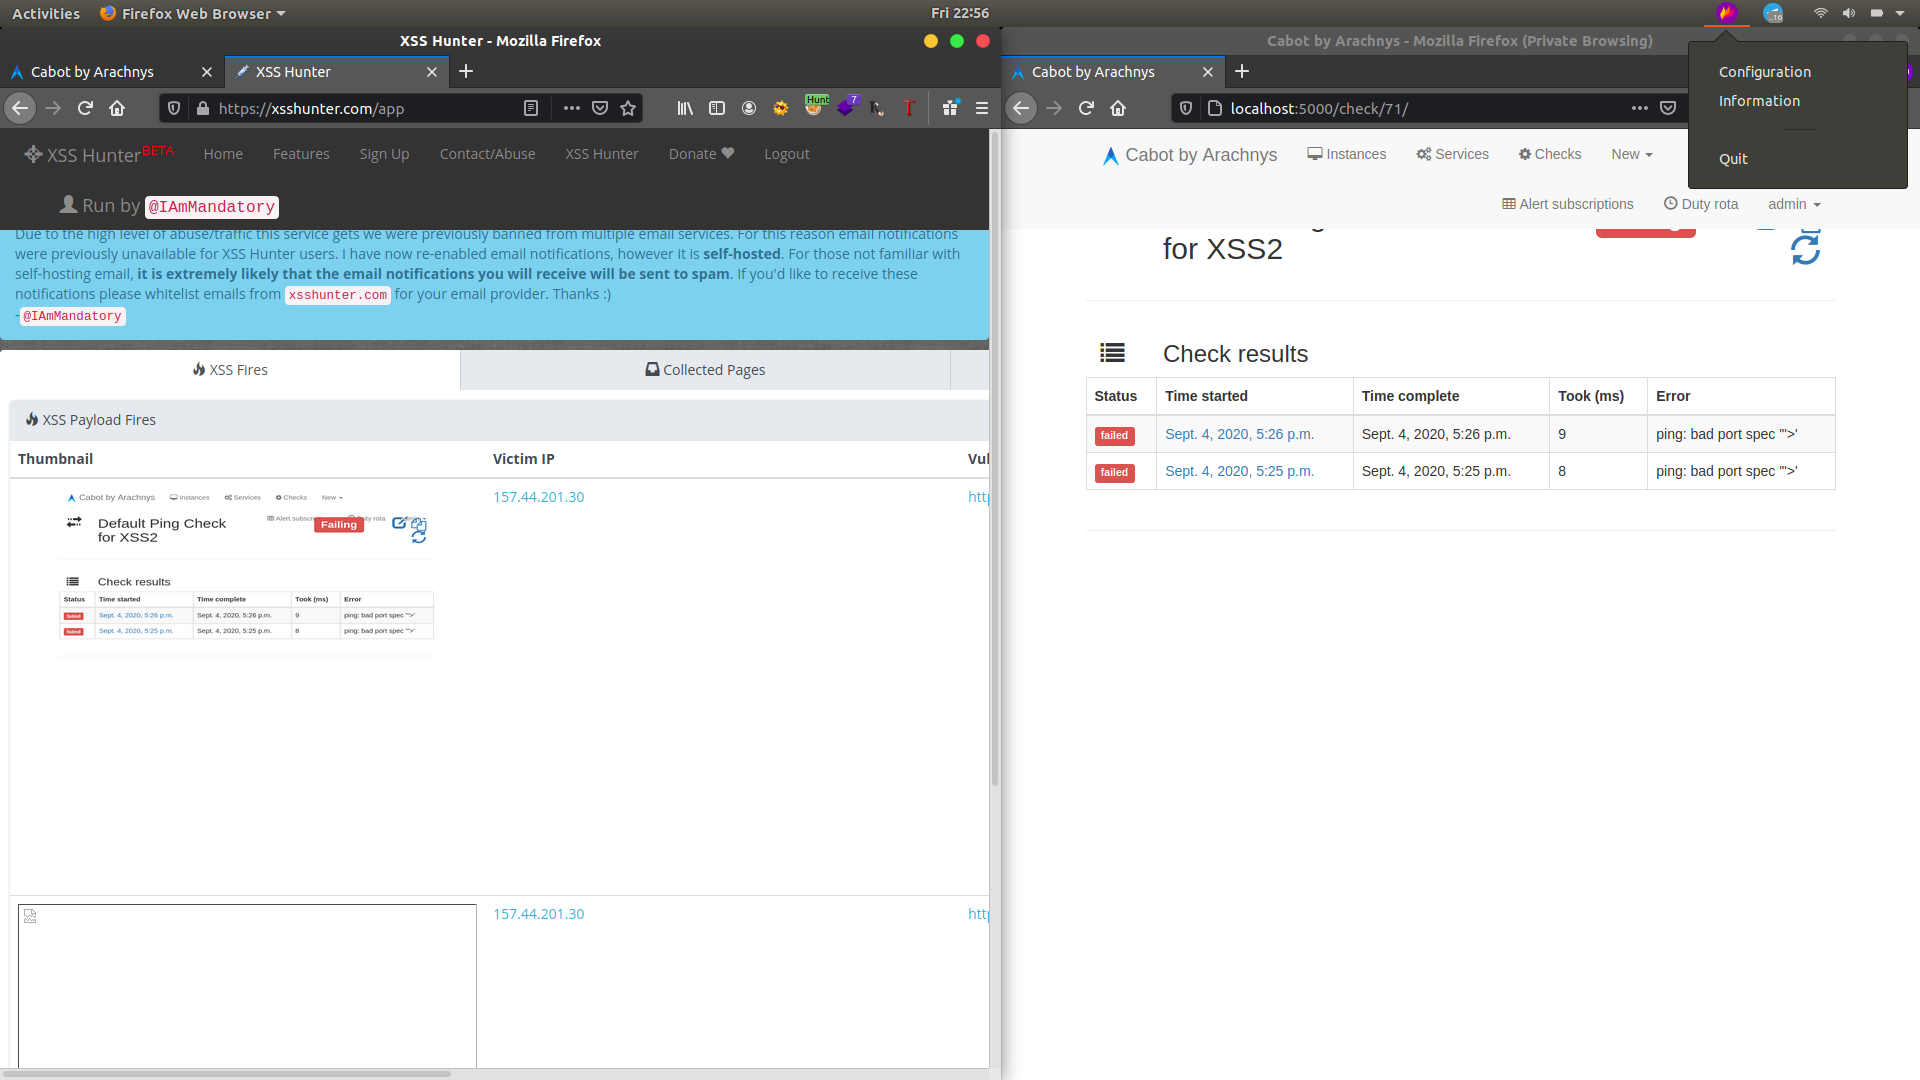 Activities
Firefox Web Browser
Fri 22:56
16
XSS Hunter - Mozilla Firefox
Cabot by Arachnys
XSS Hunter
https://xsshunter.com/app
Hunt
7
XSS Hunter BETA
Home
Features
Sign Up
Contact/Abuse
XSS Hunter
Donate
Logout
Run by @IAmMandatory
Due to the high level of abuse/traffic this service gets we were previously banned from multiple email services. For this reason email notifications
were previously unavailable for XSS Hunter users. I have now re-enabled email notifications, however it is self-hosted. For those not familiar with
self-hosting email, it is extremely likely that the email notifications you will receive will be sent to spam. If you'd like to receive these
notifications please whitelist emails from xsshunter.com for your email provider. Thanks :)
-@IAmMandatory
XSS Fires
Collected Pages
XSS Payload Fires
Thumbnail
Victim IP
Vul
Cabot by Arachnys
Instances
Services
Checks
New
Default Ping Check
for XSS2
Failing
Check results
Status
Time started
Time complete
Took (ms)
Error
failed
Sept. 4, 2020, 5:26 p.m.
Sept. 4, 2020, 5:26 p.m.
9
ping: bad port spec '"'>'
failed
Sept. 4, 2020, 5:25 p.m.
Sept. 4, 2020, 5:25 p.m.
8
ping: bad port spec '"'>'
157.44.201.30
http
157.44.201.30
http
Cabot by Arachnys - Mozilla Firefox (Private Browsing)
Cabot by Arachnys
localhost:5000/check/71/
Configuration
Information
Quit
Cabot by Arachnys
Instances
Services
Checks
New
Alert subscriptions
Duty rota
admin
for XSS2
Check results
Status
Time started
Time complete
Took (ms)
Error
failed
Sept. 4, 2020, 5:26 p.m.
Sept. 4, 2020, 5:26 p.m.
9
ping: bad port spec '"'>'
failed
Sept. 4, 2020, 5:25 p.m.
Sept. 4, 2020, 5:25 p.m.
8
ping: bad port spec '"'>'